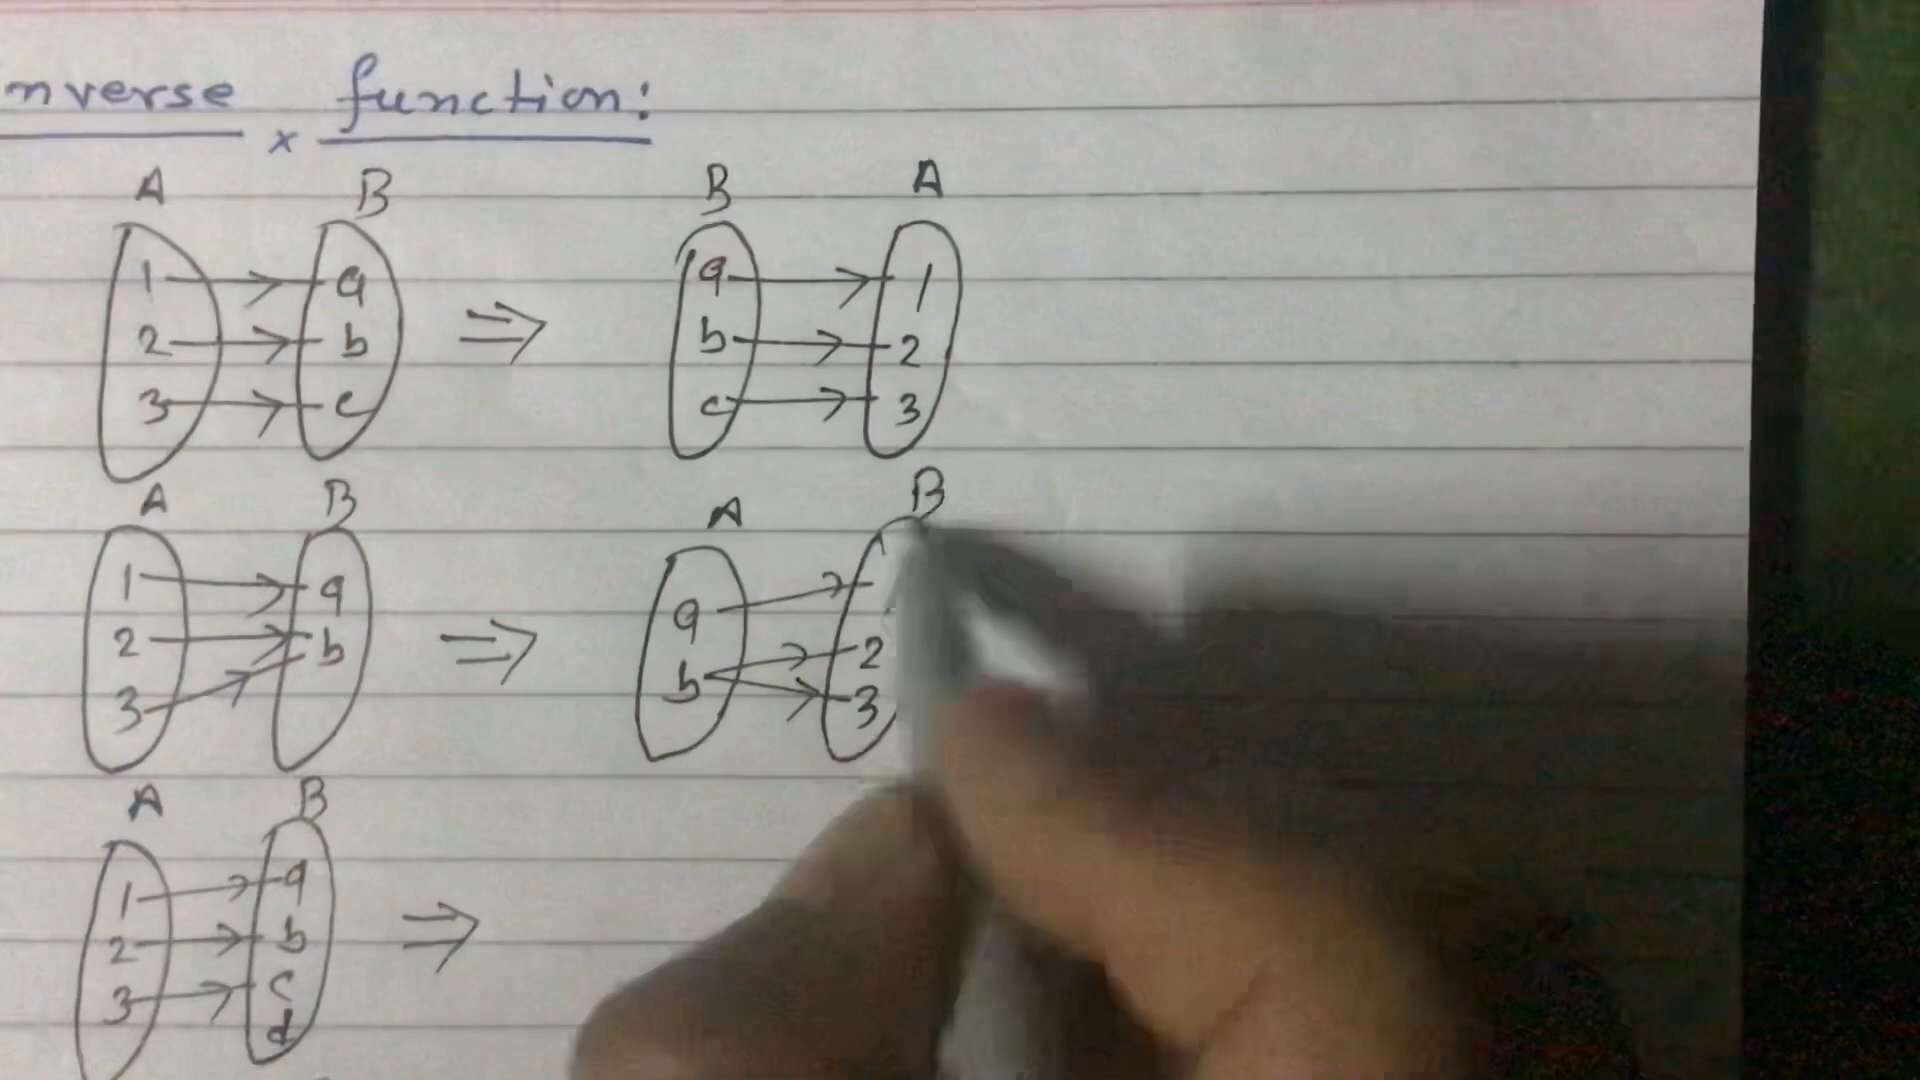 nverse x function:
A B B A
1 a a 1
2 b ⇒ b 2
3 c c 3
A B A B
1 a a
2 b ⇒ b 2
3 3
A B
1 a
2 b ⇒
3 c
d